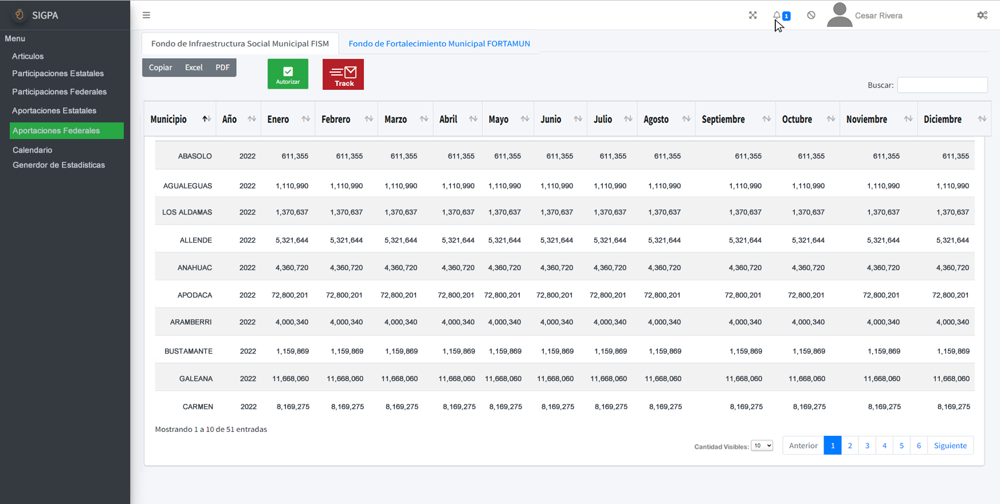 SIGPA
1
Cesar Rivera
Menu
Articulos
Participaciones Estatales
Participaciones Federales
Aportaciones Estatales
Aportaciones Federales
Calendario
Generdor de Estadisticas
Fondo de Infraestructura Social Municipal FISM
Fondo de Fortalecimiento Municipal FORTAMUN
Copiar Excel PDF
Autorizar
Track
Buscar:
Municipio Año Enero Febrero Marzo Abril Mayo Junio Julio Agosto Septiembre Octubre Noviembre Diciembre
ABASOLO 2022 611,355 611,355 611,355 611,355 611,355 611,355 611,355 611,355 611,355 611,355 611,355 611,355
AGUALEGUAS 2022 1,110,990 1,110,990 1,110,990 1,110,990 1,110,990 1,110,990 1,110,990 1,110,990 1,110,990 1,110,990 1,110,990 1,110,990
LOS ALDAMAS 2022 1,370,637 1,370,637 1,370,637 1,370,637 1,370,637 1,370,637 1,370,637 1,370,637 1,370,637 1,370,637 1,370,637 1,370,637
ALLENDE 2022 5,321,644 5,321,644 5,321,644 5,321,644 5,321,644 5,321,644 5,321,644 5,321,644 5,321,644 5,321,644 5,321,644 5,321,644
ANAHUAC 2022 4,360,720 4,360,720 4,360,720 4,360,720 4,360,720 4,360,720 4,360,720 4,360,720 4,360,720 4,360,720 4,360,720 4,360,720
APODACA 2022 72,800,201 72,800,201 72,800,201 72,800,201 72,800,201 72,800,201 72,800,201 72,800,201 72,800,201 72,800,201 72,800,201 72,800,201
ARAMBERRI 2022 4,000,340 4,000,340 4,000,340 4,000,340 4,000,340 4,000,340 4,000,340 4,000,340 4,000,340 4,000,340 4,000,340 4,000,340
BUSTAMANTE 2022 1,159,869 1,159,869 1,159,869 1,159,869 1,159,869 1,159,869 1,159,869 1,159,869 1,159,869 1,159,869 1,159,869 1,159,869
GALEANA 2022 11,668,060 11,668,060 11,668,060 11,668,060 11,668,060 11,668,060 11,668,060 11,668,060 11,668,060 11,668,060 11,668,060 11,668,060
CARMEN 2022 8,169,275 8,169,275 8,169,275 8,169,275 8,169,275 8,169,275 8,169,275 8,169,275 8,169,275 8,169,275 8,169,275 8,169,275
Mostrando 1 a 10 de 51 entradas
Cantidad Visibles: 10
Anterior 1 2 3 4 5 6 Siguiente